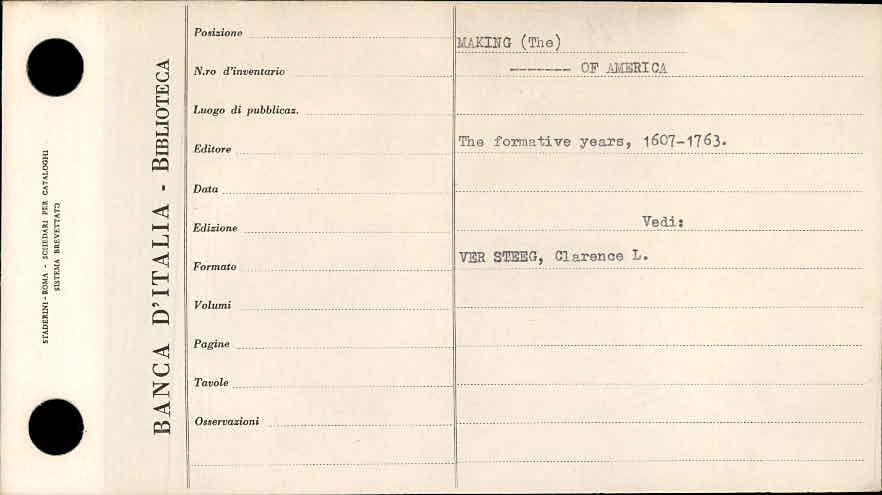 STADERINI-ROMA - SCHEDARI PER CATALOGHI
SISTEMA BREVETTATO
BANCA D'ITALIA - BIBLIOTECA
Posizione
N.ro d'inventario
Luogo di pubblicaz.
Editore
Data
Edizione
Formato
Volumi
Pagine
Tavole
Osservazioni
MAKING (The)
------- OF AMERICA
The formative years, 1607-1763.
Vedi:
VER STEEG, Clarence L.